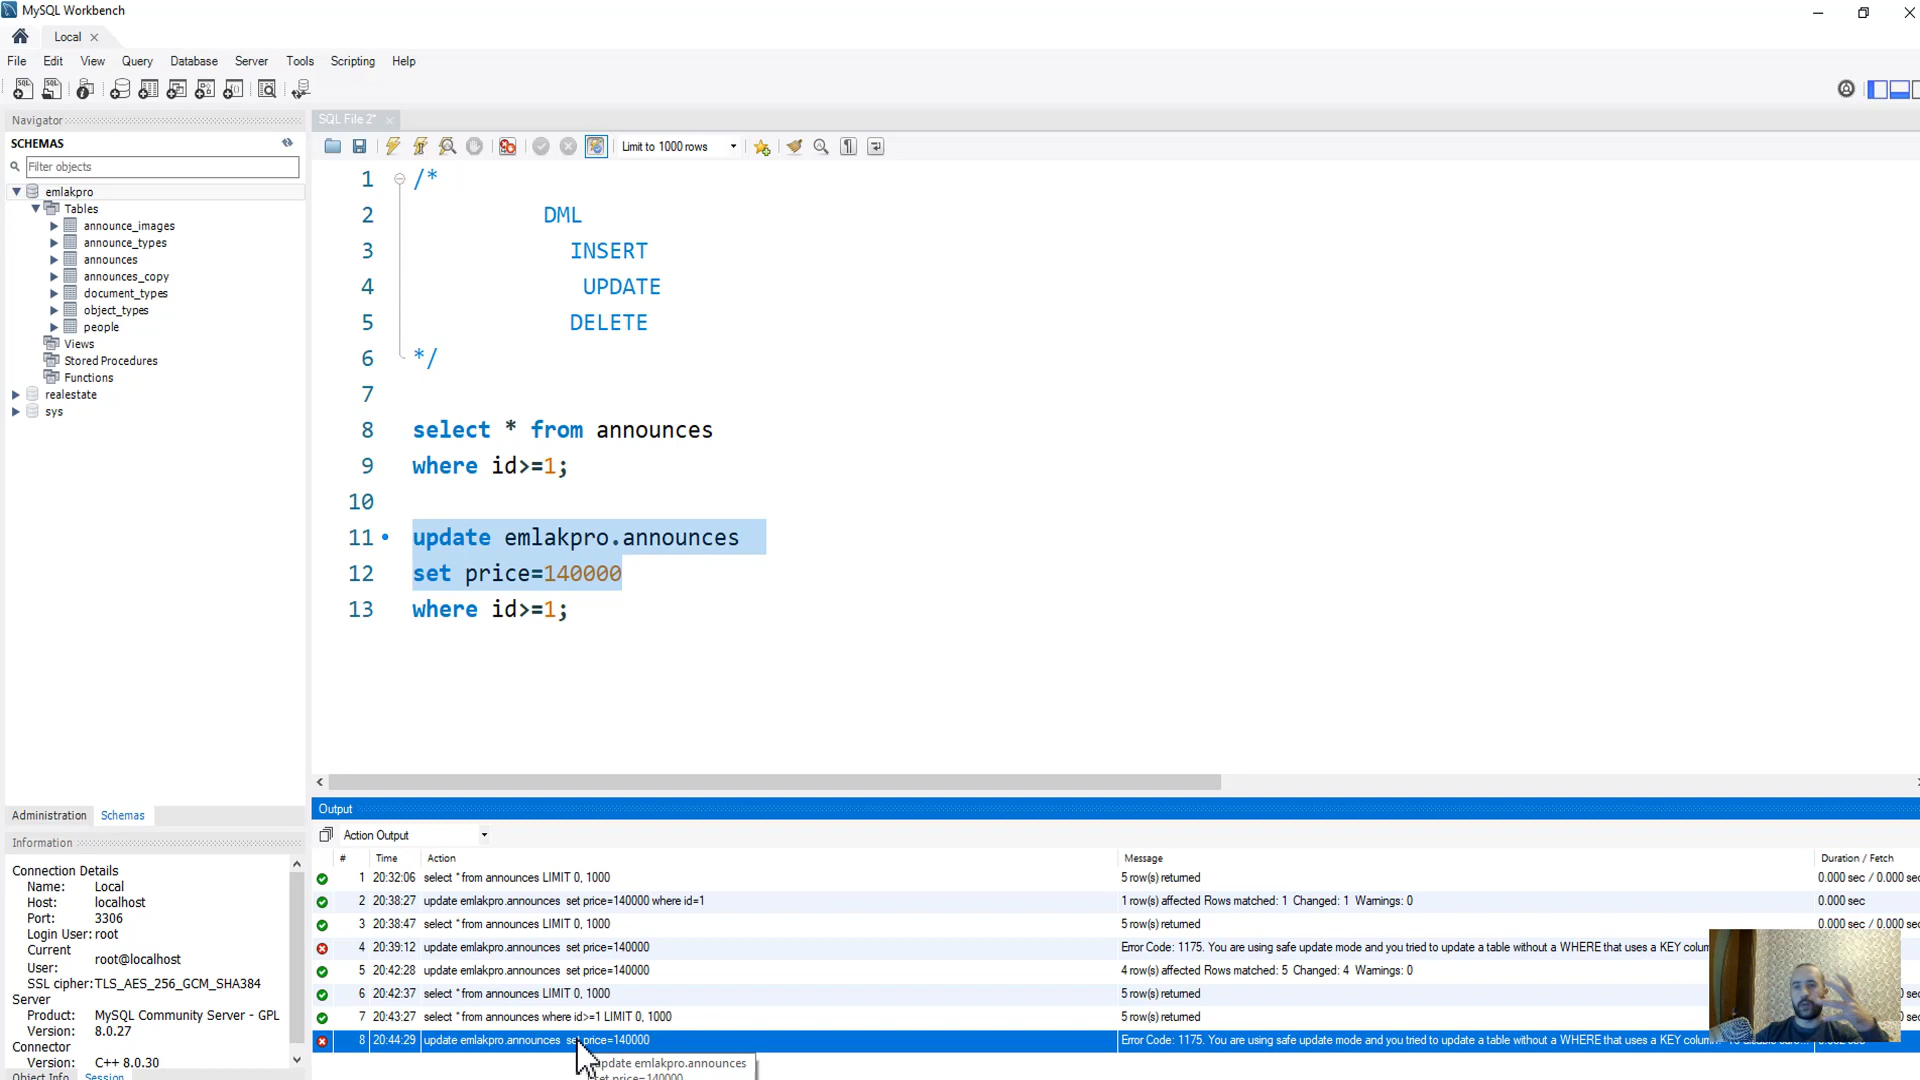 MySQL Workbench
Local
File Edit View Query Database Server Tools Scripting Help
Navigator
SCHEMAS
Filter objects
emlakpro
Tables
announce_images
announce_types
announces
announces_copy
document_types
object_types
people
Views
Stored Procedures
Functions
realestate
sys
Administration Schemas
Information
Connection Details
Name: Local
Host: localhost
Port: 3306
Login User: root
Current User: root@localhost
SSL cipher: TLS_AES_256_GCM_SHA384
Server
Product: MySQL Community Server - GPL
Version: 8.0.27
Connector
Version: C++ 8.0.30
Object Info Session
SQL File 2*
Limit to 1000 rows
1 /*
2 DML
3 INSERT
4 UPDATE
5 DELETE
6 */
7
8 select * from announces
9 where id>=1;
10
11 update emlakpro.announces
12 set price=140000
13 where id>=1;
Output
Action Output
# Time Action Message Duration / Fetch
1 20:32:06 select * from announces LIMIT 0, 1000 5 row(s) returned 0.000 sec / 0.000 sec
2 20:38:27 update emlakpro.announces set price=140000 where id=1 1 row(s) affected Rows matched: 1 Changed: 1 Warnings: 0 0.000 sec
3 20:38:47 select * from announces LIMIT 0, 1000 5 row(s) returned 0.000 sec / 0.000 sec
4 20:39:12 update emlakpro.announces set price=140000 Error Code: 1175. You are using safe update mode and you tried to update a table without a WHERE that uses a KEY colum
5 20:42:28 update emlakpro.announces set price=140000 4 row(s) affected Rows matched: 5 Changed: 4 Warnings: 0
6 20:42:37 select * from announces LIMIT 0, 1000 5 row(s) returned
7 20:43:27 select * from announces where id>=1 LIMIT 0, 1000 5 row(s) returned
8 20:44:29 update emlakpro.announces set price=140000 Error Code: 1175. You are using safe update mode and you tried to update a table without a WHERE that uses a KEY colum
update emlakpro.announces
set price=140000